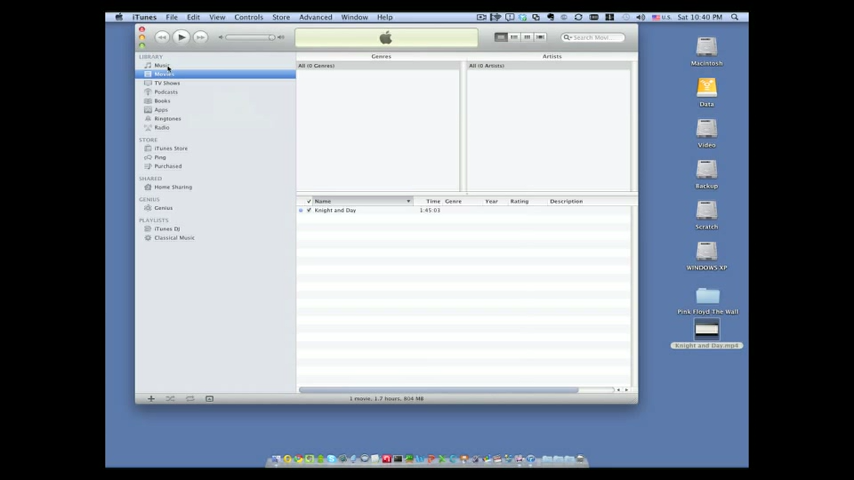 iTunes File Edit View Controls Store Advanced Window Help U.S. Sat 10:40 PM
Search Movi
LIBRARY
Music
Movies
TV Shows
Podcasts
Books
Apps
Ringtones
Radio
STORE
iTunes Store
Ping
Purchased
SHARED
Home Sharing
GENIUS
Genius
PLAYLISTS
iTunes DJ
Classical Music
Genres Artists
All (0 Genres) All (0 Artists)
Name Time Genre Year Rating Description
Knight and Day 1:45:03
1 movie, 1.7 hours, 804 MB
Macintosh
Data
Video
Backup
Scratch
WINDOWS XP
Pink Floyd The Wall
Knight and Day.mp4